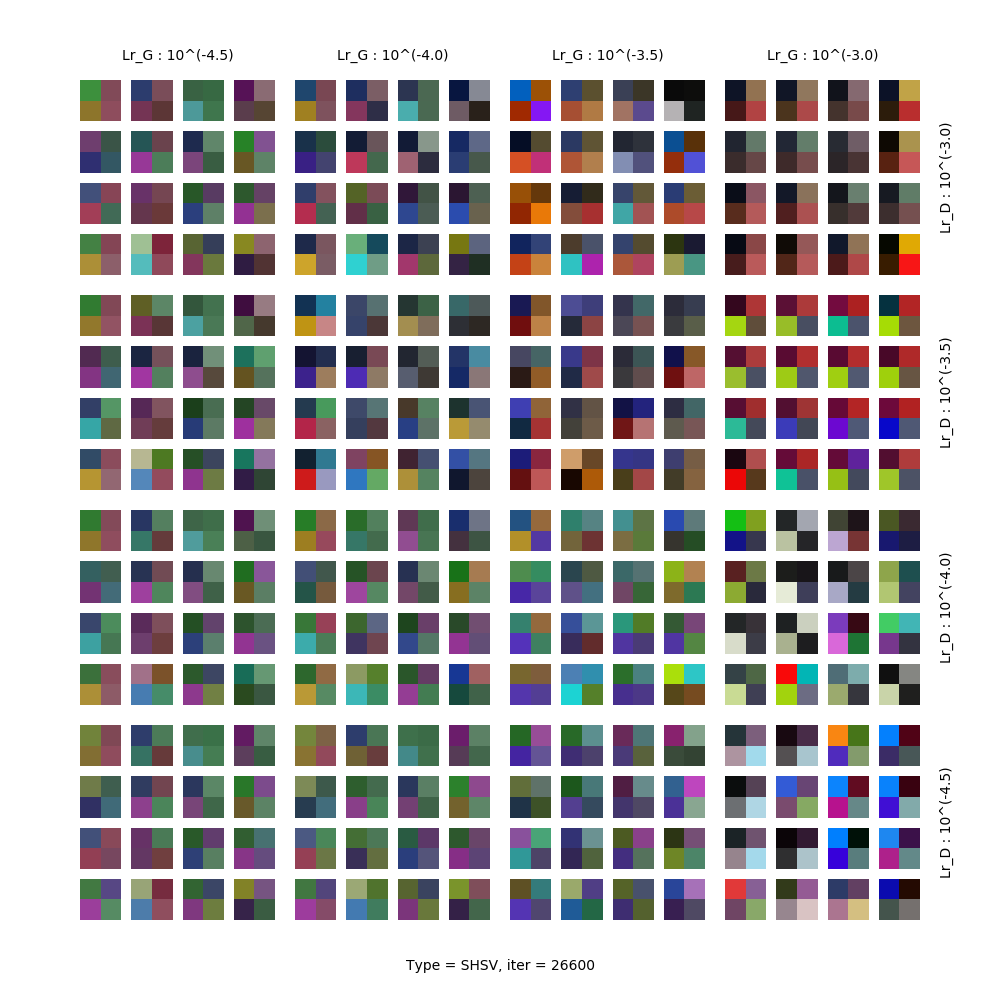 Lr_G : 10^(-4.5)
Lr_G : 10^(-4.0)
Lr_G : 10^(-3.5)
Lr_G : 10^(-3.0)
Lr_D : 10^(-3.0)
Lr_D : 10^(-3.5)
Lr_D : 10^(-4.0)
Lr_D : 10^(-4.5)
Type = SHSV, iter = 26600